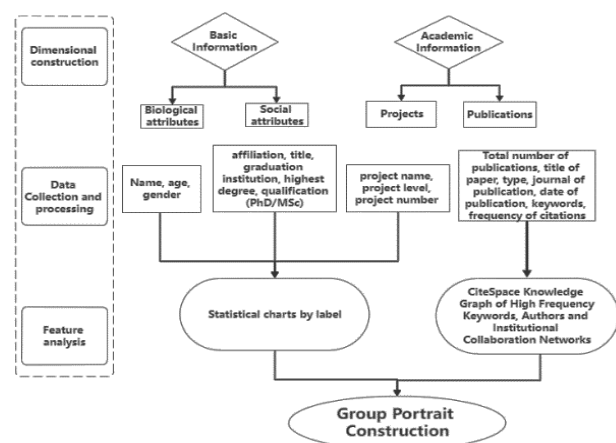 Dimensional
construction
Basic
Information
Academic
Information
Biological
attributes
Social
attributes
Projects
Publications
Data
Collection and
processing
Name, age,
gender
affiliation, title,
graduation
institution, highest
degree, qualification
(PhD/MSc)
project name,
project level,
project number
Total number of
publications, title of
paper, type, journal of
publication, date of
publication, keywords,
frequency of citations
Feature
analysis
Statistical charts by label
CiteSpace Knowledge
Graph of High Frequency
Keywords, Authors and
Institutional
Collaboration Networks
Group Portrait
Construction